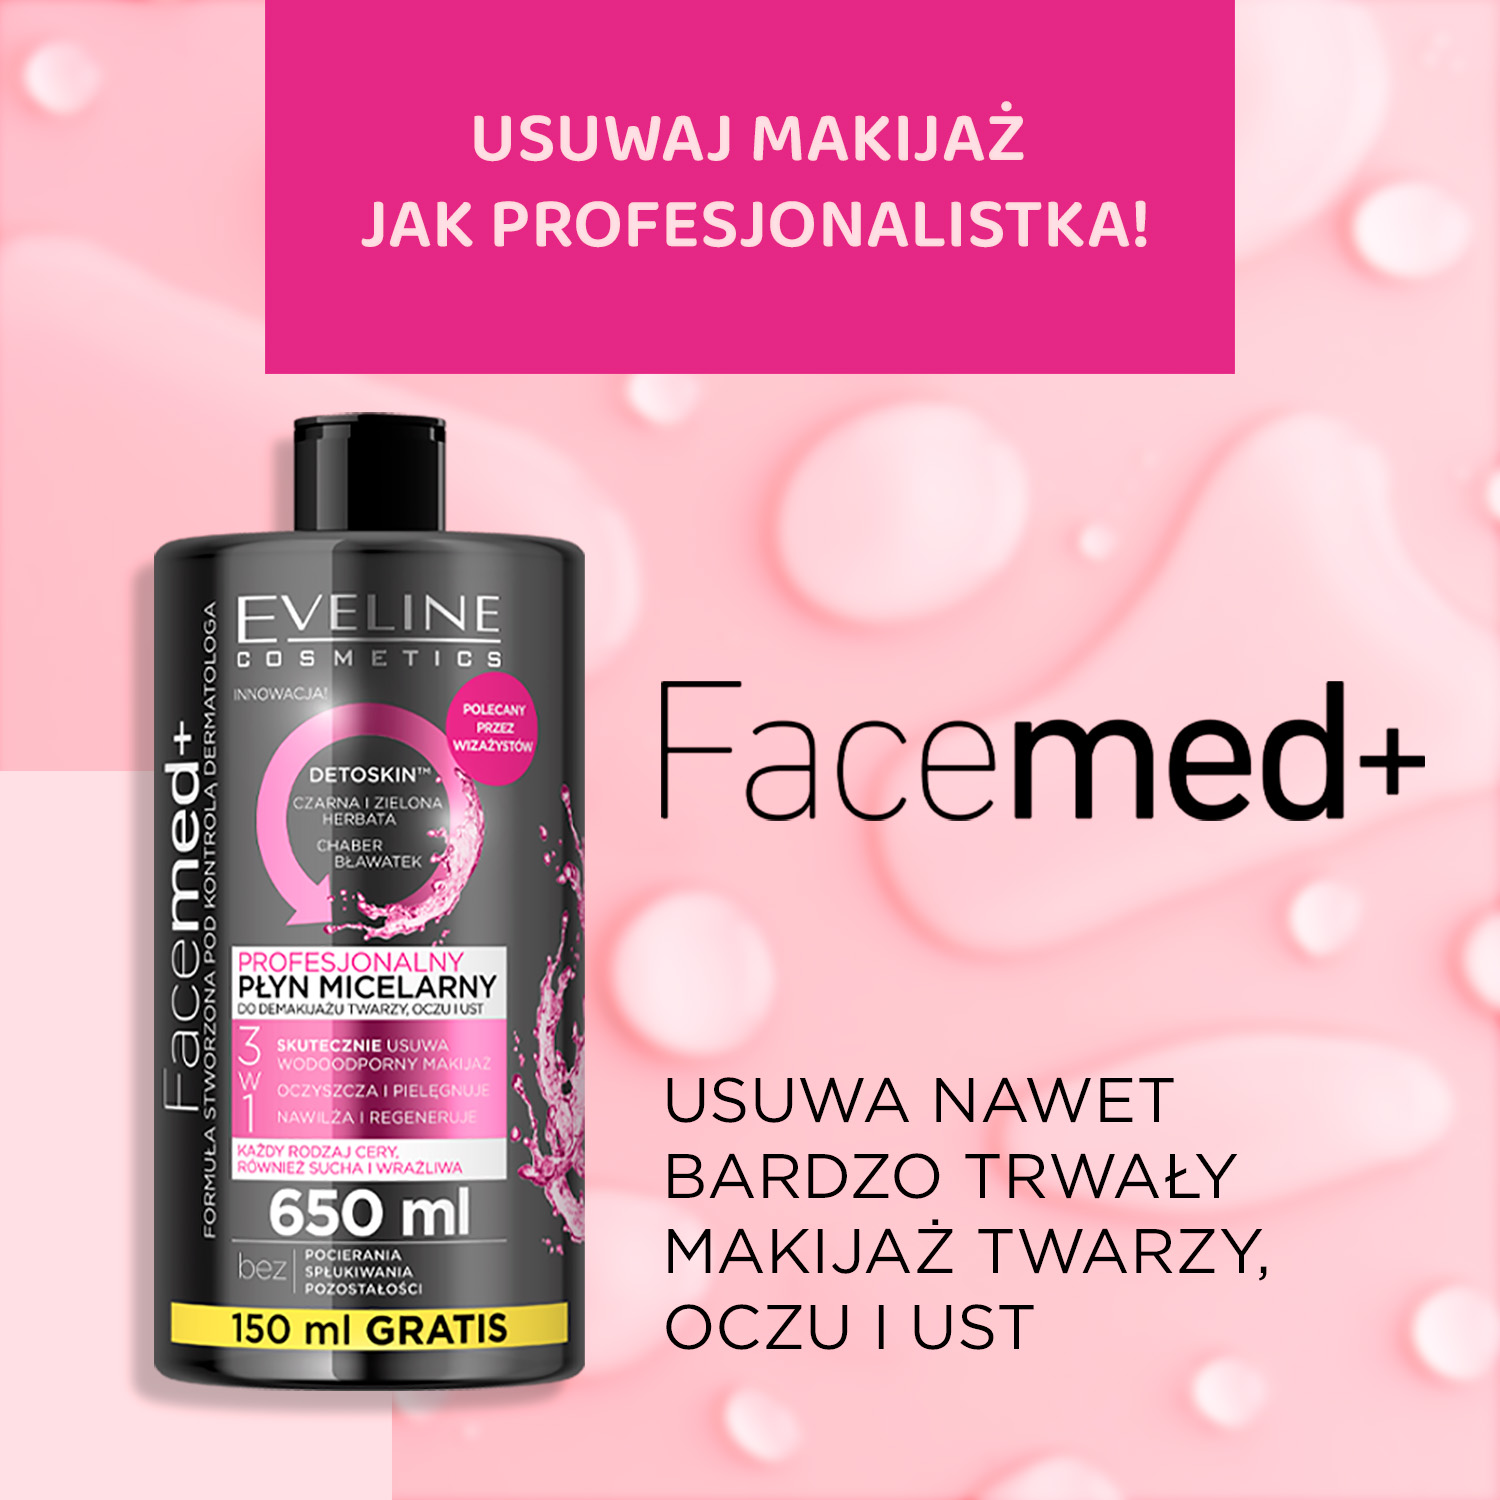 USUWAJ MAKIJAŻ
JAK PROFESJONALISTKA!
EVELINE
COSMETICS
INNOWACJA!
POLECANY
PRZEZ
WIZAŻYSTÓW
DETOSKIN™
CZARNA I ZIELONA
HERBATA
CHABER
BŁAWATEK
Facemed+
FORMUŁA STWORZONA POD KONTROLĄ DERMATOLOGA
PROFESJONALNY
PŁYN MICELARNY
DO DEMAKIJAŻU TWARZY, OCZU I UST
3
W
1
SKUTECZNIE USUWA
WODOODPORNY MAKIJAŻ
OCZYSZCZA I PIELĘGNUJE
NAWILŻA I REGENERUJE
KAŻDY RODZAJ CERY,
RÓWNIEŻ SUCHA I WRAŻLIWA
650 ml
bez
POCIERANIA
SPŁUKIWANIA
POZOSTAŁOŚCI
150 ml GRATIS
Facemed+
USUWA NAWET
BARDZO TRWAŁY
MAKIJAŻ TWARZY,
OCZU I UST